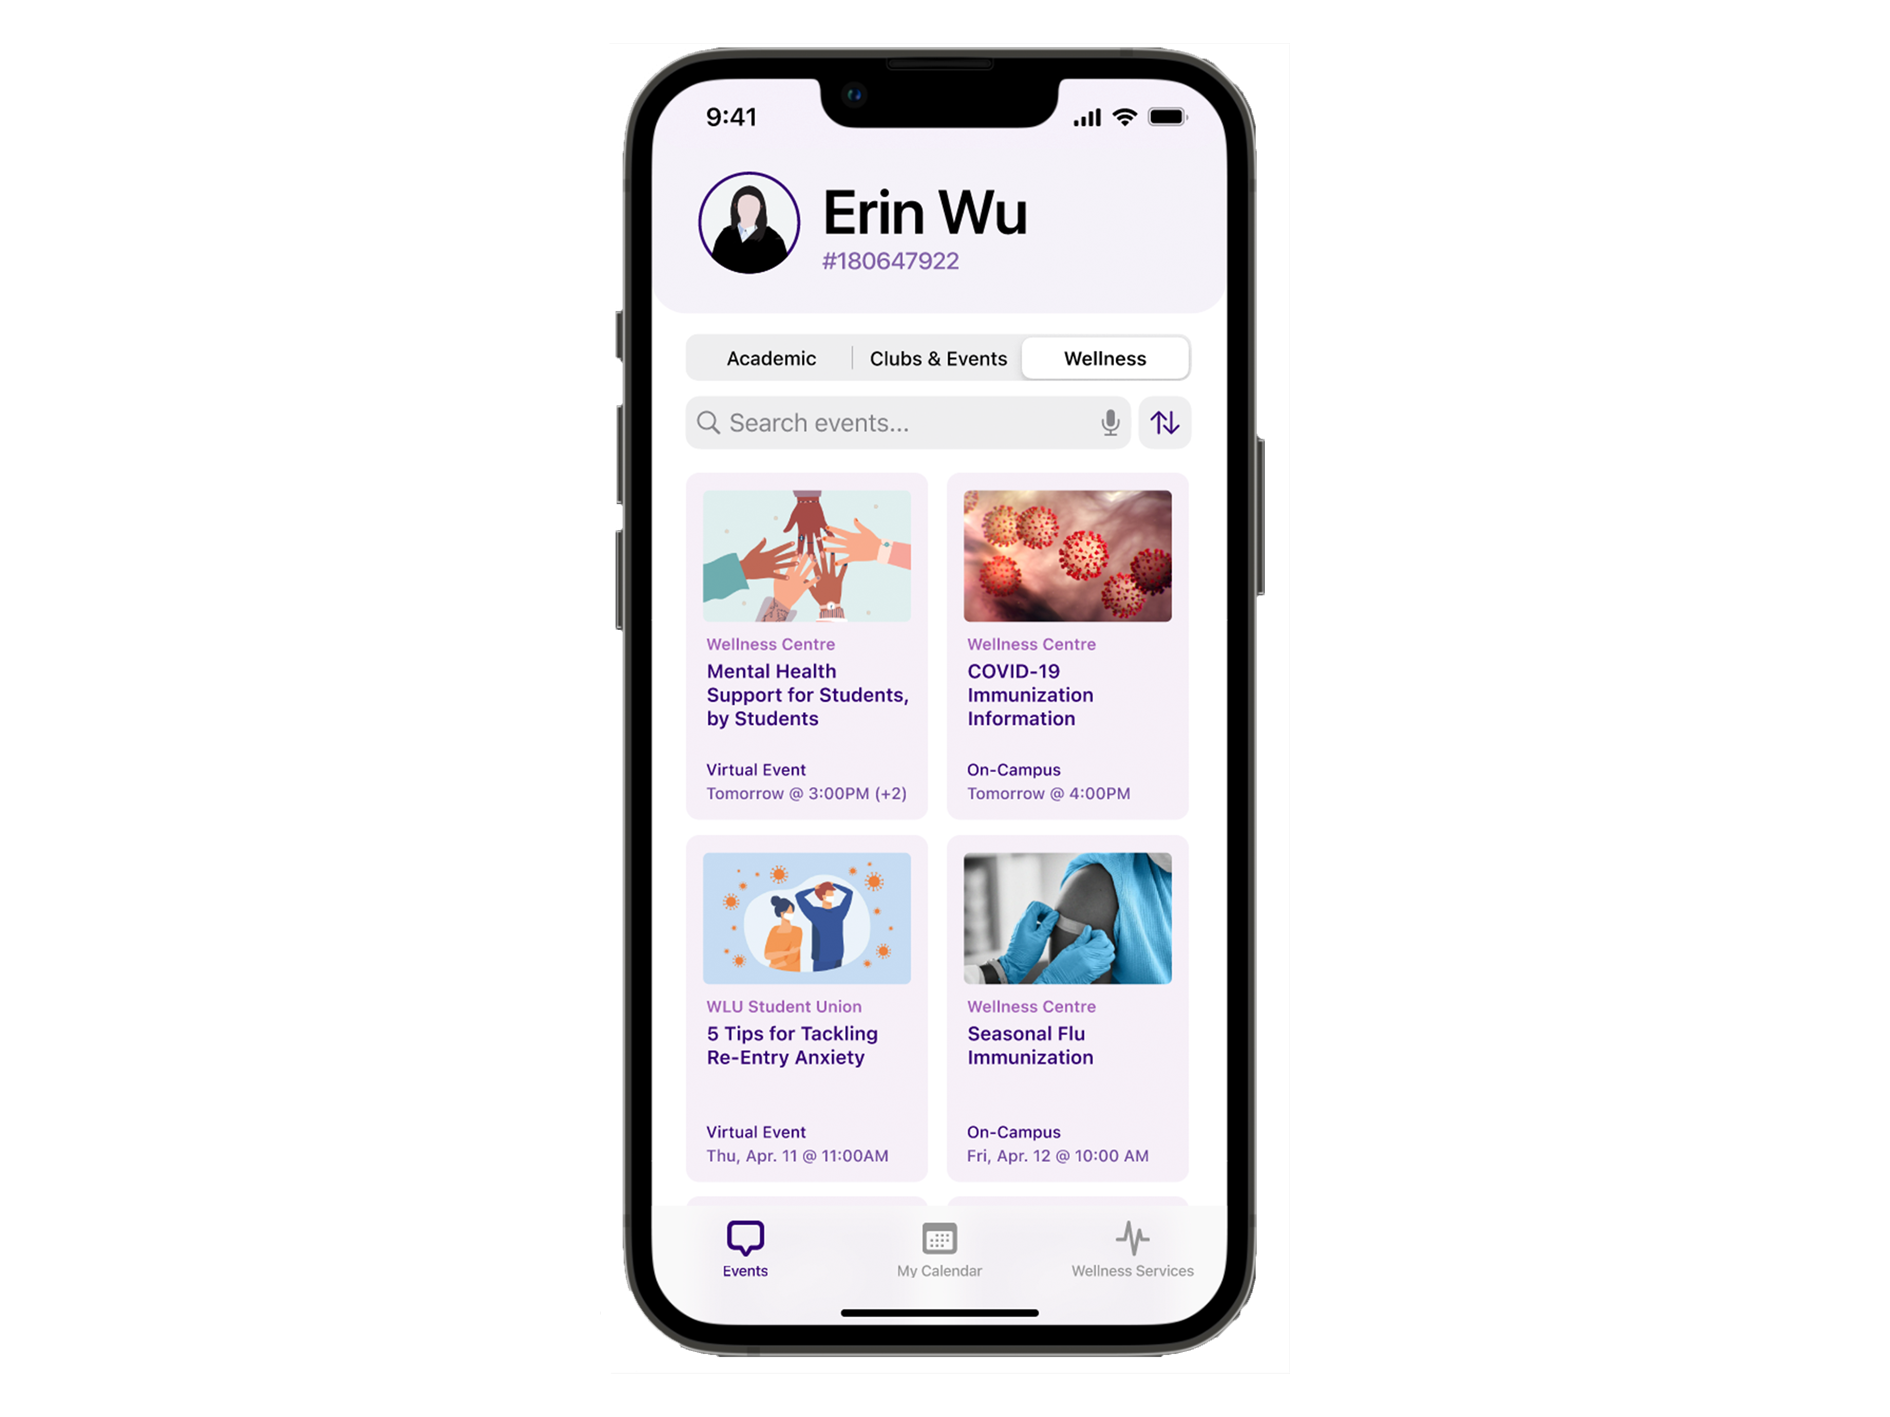 9:41
Erin Wu
#180647922
Academic
Clubs & Events
Wellness
Search events...
Wellness Centre
Mental Health
Support for Students,
by Students
Virtual Event
Tomorrow @ 3:00PM (+2)
Wellness Centre
COVID-19
Immunization
Information
On-Campus
Tomorrow @ 4:00PM
WLU Student Union
5 Tips for Tackling
Re-Entry Anxiety
Virtual Event
Thu, Apr. 11 @ 11:00AM
Wellness Centre
Seasonal Flu
Immunization
On-Campus
Fri, Apr. 12 @ 10:00 AM
Events
My Calendar
Wellness Services